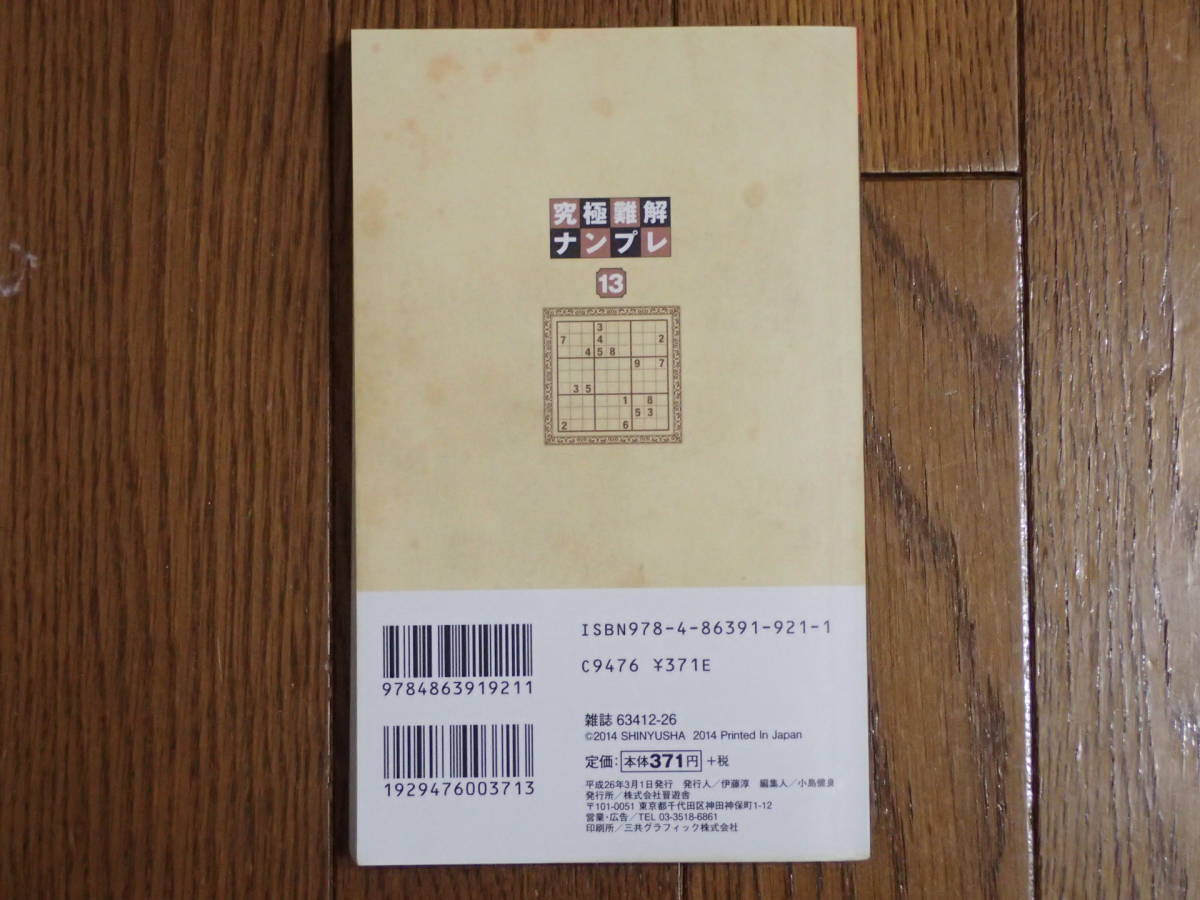 究極難解
ナンプレ
13
3
7 4 2
4 5 8
9 7
3 5
1 8
5 3
2 6
ISBN978-4-86391-921-1
C9476 ¥371E
9784863919211
1929476003713
雑誌 63412-26
©2014 SHINYUSHA 2014 Printed In Japan
定価:本体371円 +税
平成26年3月1日発行 発行人/伊藤淳 編集人/小島健良
発行所/株式会社晋遊舎
〒101-0051 東京都千代田区神田神保町1-12
営業・広告/TEL 03-3518-6861
印刷所/三共グラフィック株式会社